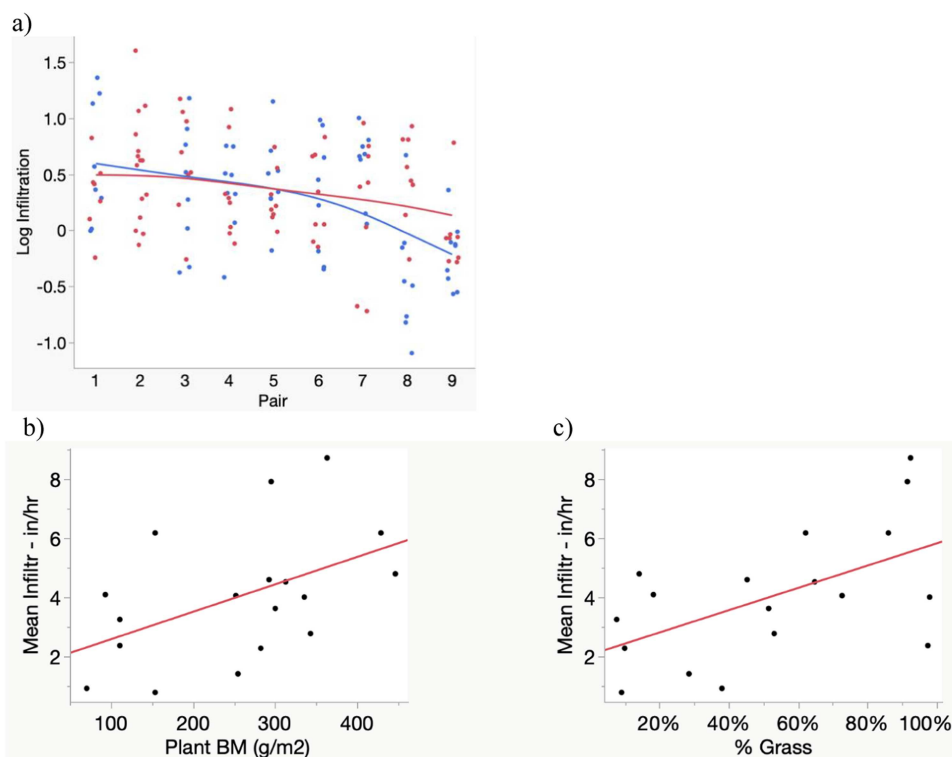 a)
1.5
1.0
0.5
0
-0.5
-1.0
Log Infiltration
1 2 3 4 5 6 7 8 9
Pair
b)
8
6
4
2
Mean Infiltr - in/hr
100 200 300 400
Plant BM (g/m2)
c)
8
6
4
2
Mean Infiltr - in/hr
20% 40% 60% 80% 100%
% Grass